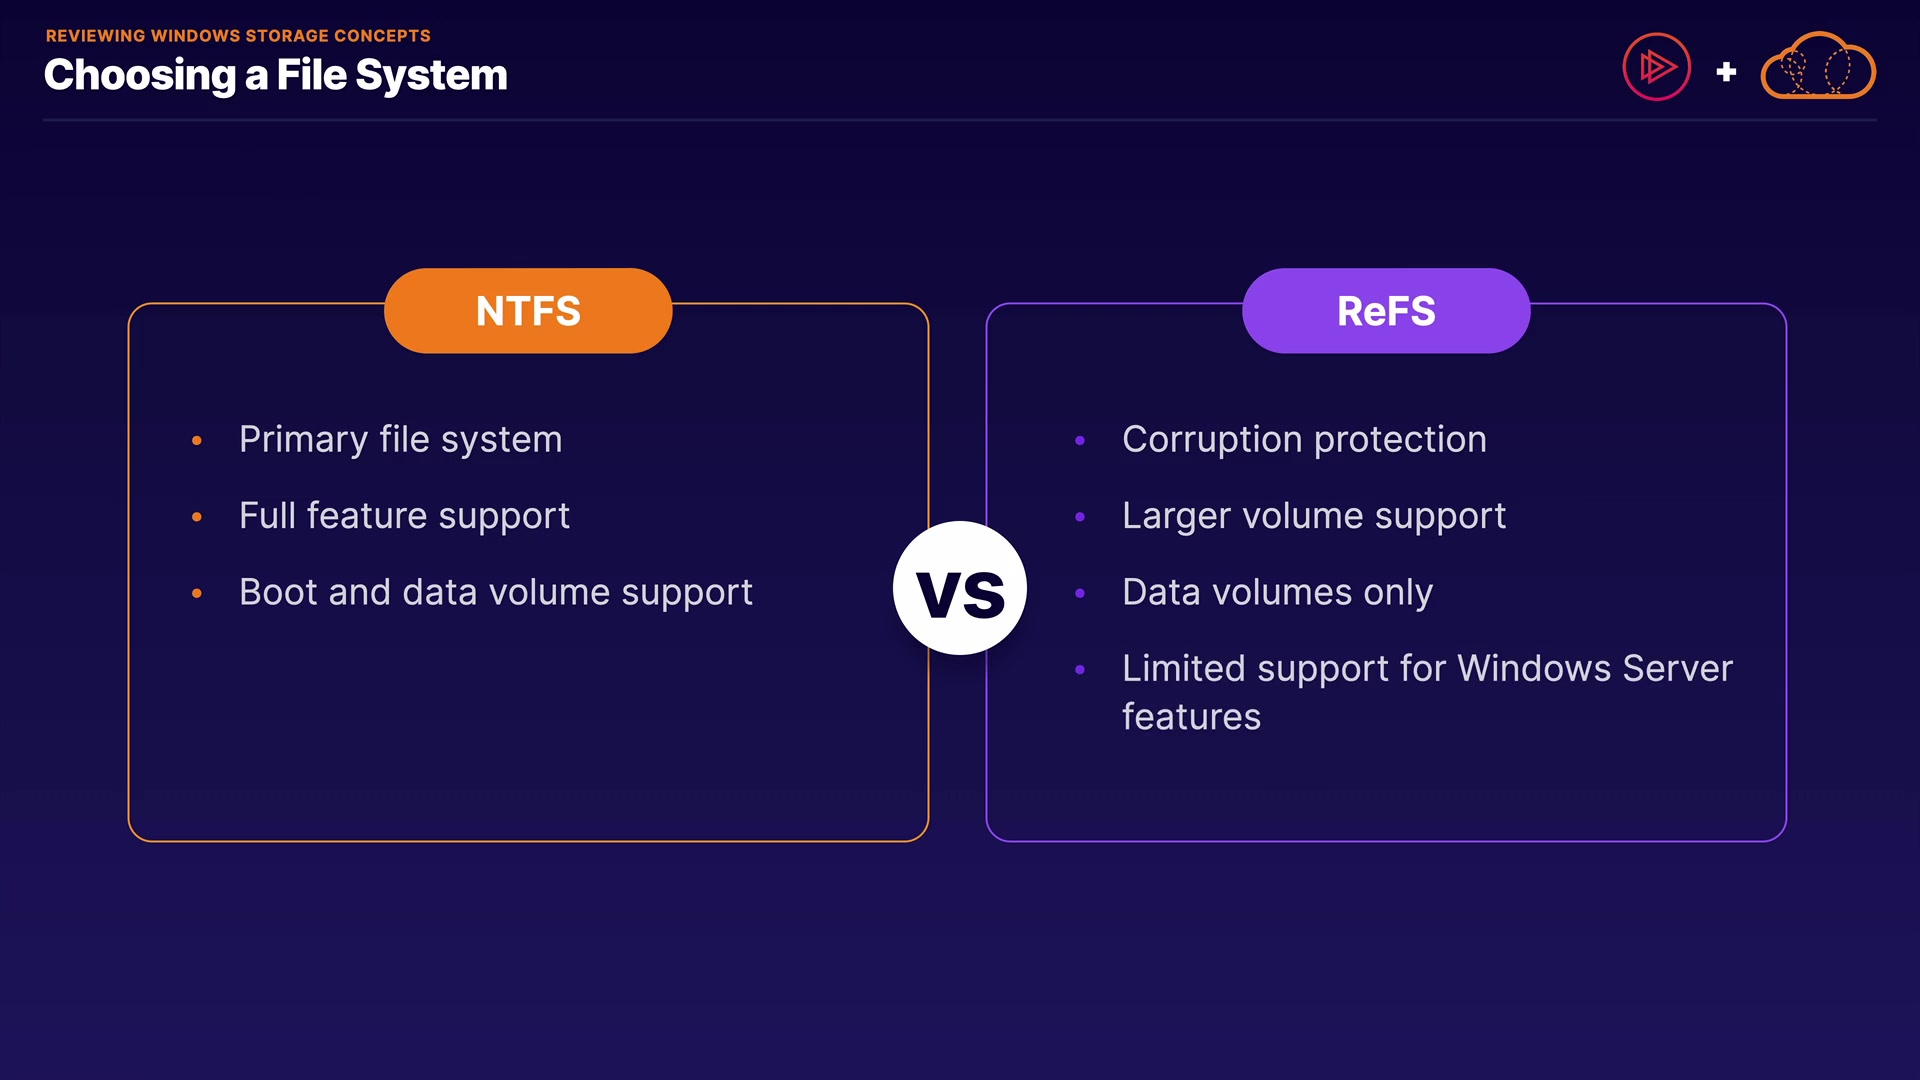 REVIEWING WINDOWS STORAGE CONCEPTS
Choosing a File System
+
NTFS
• Primary file system
• Full feature support
• Boot and data volume support
VS
ReFS
• Corruption protection
• Larger volume support
• Data volumes only
• Limited support for Windows Server
features